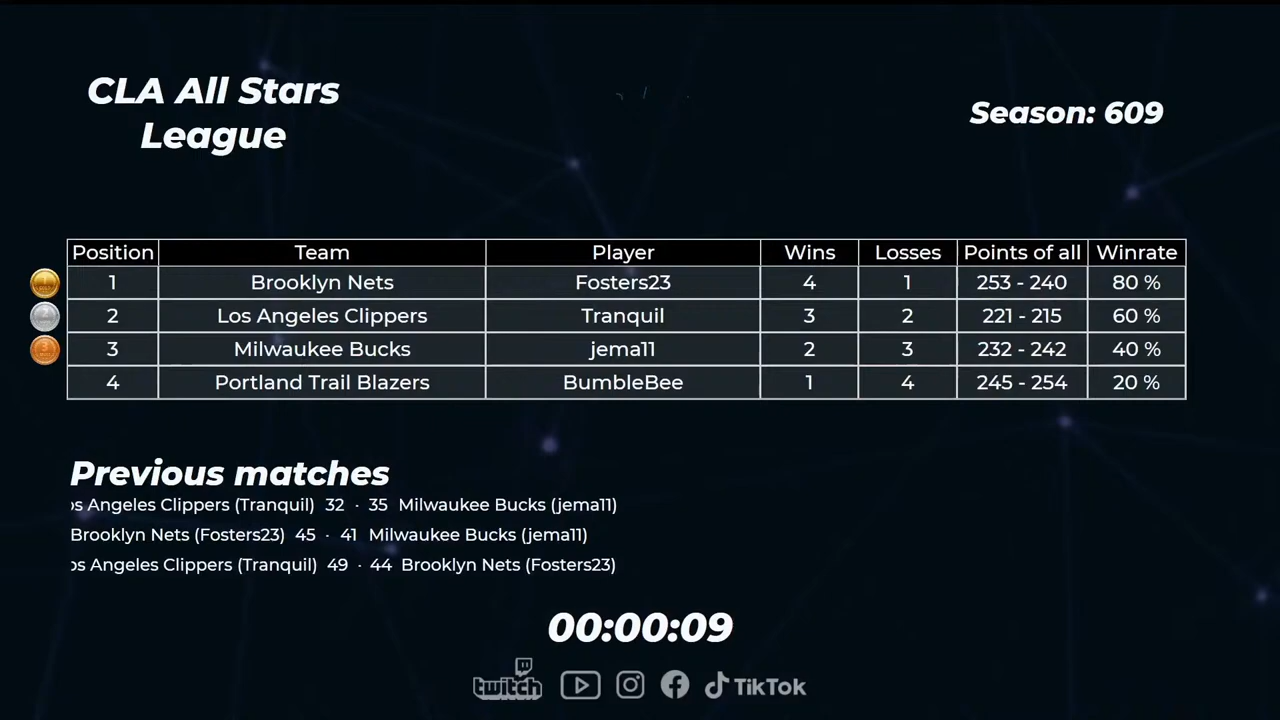 CLA All Stars
League
Season: 609
Position Team Player Wins Losses Points of all Winrate
1 Brooklyn Nets Fosters23 4 1 253 - 240 80 %
2 Los Angeles Clippers Tranquil 3 2 221 - 215 60 %
3 Milwaukee Bucks jema11 2 3 232 - 242 40 %
4 Portland Trail Blazers BumbleBee 1 4 245 - 254 20 %
Previous matches
os Angeles Clippers (Tranquil) 32 · 35 Milwaukee Bucks (jema11)
Brooklyn Nets (Fosters23) 45 · 41 Milwaukee Bucks (jema11)
os Angeles Clippers (Tranquil) 49 · 44 Brooklyn Nets (Fosters23)
00:00:09
twitch TikTok